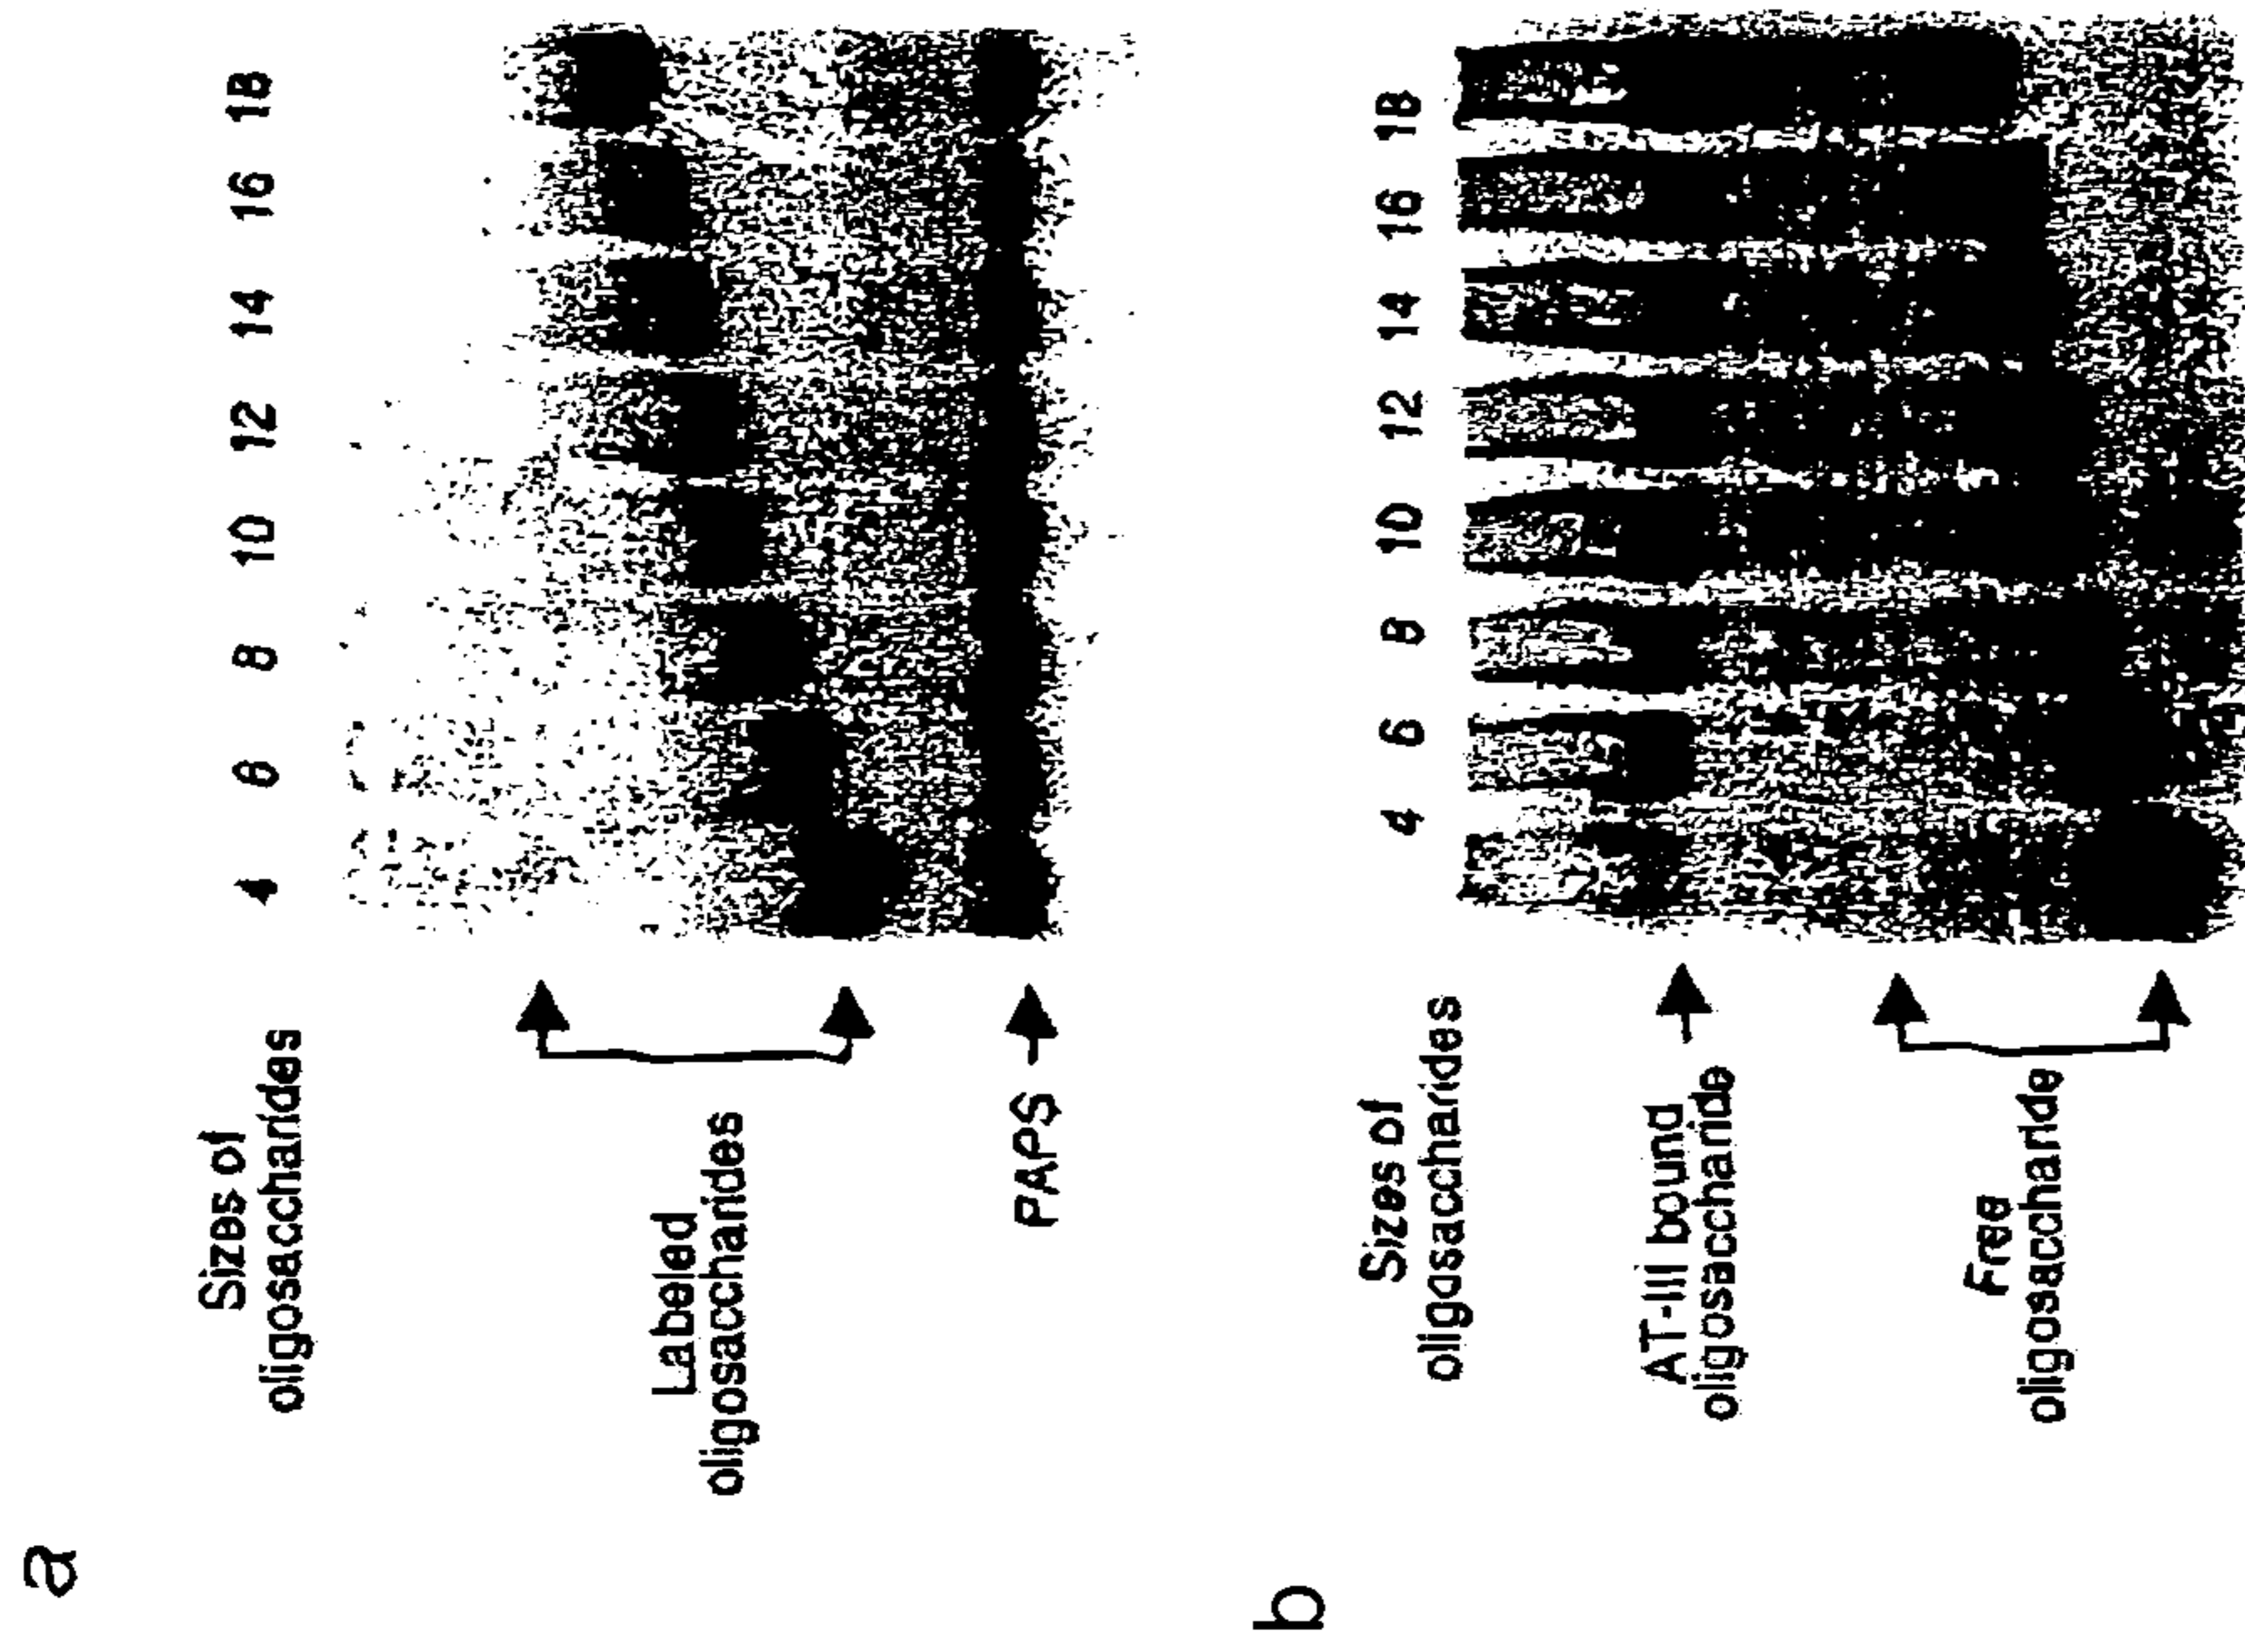 a
Sizes of
oligosaccharides
4 6 8 10 12 14 16 18
Labeled
oligosaccharides
PAPS
b
Sizes of
oligosaccharides
4 6 8 10 12 14 16 18
AT-III bound
oligosaccharide
Free
oligosaccharide